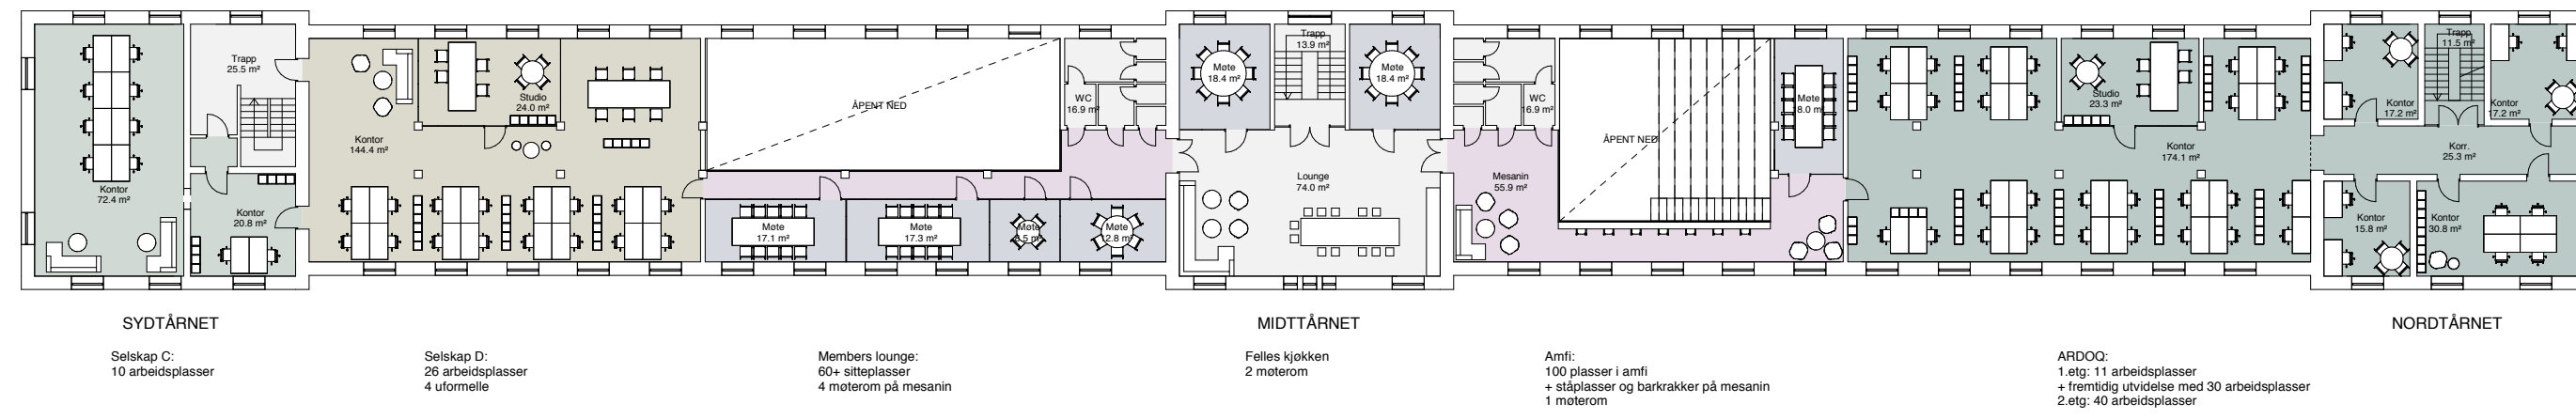 Trapp
25.5 m²
Kontor
72.4 m²
Kontor
20.8 m²
Kontor
144.4 m²
Studio
24.0 m²
ÅPENT NED
Møte
17.1 m²
Møte
17.3 m²
Møte
Møte
WC
16.9 m²
Møte
18.4 m²
Trapp
13.9 m²
Møte
18.4 m²
Lounge
74.0 m²
WC
16.9 m²
Mesanin
55.9 m²
ÅPENT NED
Møte
Studio
23.3 m²
Kontor
174.1 m²
Kontor
17.2 m²
Trapp
11.5 m²
Kontor
17.2 m²
Korr.
25.3 m²
Kontor
15.8 m²
Kontor
30.8 m²
SYDTÅRNET
MIDTTÅRNET
NORDTÅRNET
Selskap C:
10 arbeidsplasser
Selskap D:
26 arbeidsplasser
4 uformelle
Members lounge:
60+ sitteplasser
4 møterom på mesanin
Felles kjøkken
2 møterom
Amfi:
100 plasser i amfi
+ ståplasser og barkrakker på mesanin
1 møterom
ARDOQ:
1.etg: 11 arbeidsplasser
+ fremtidig utvidelse med 30 arbeidsplasser
2.etg: 40 arbeidsplasser